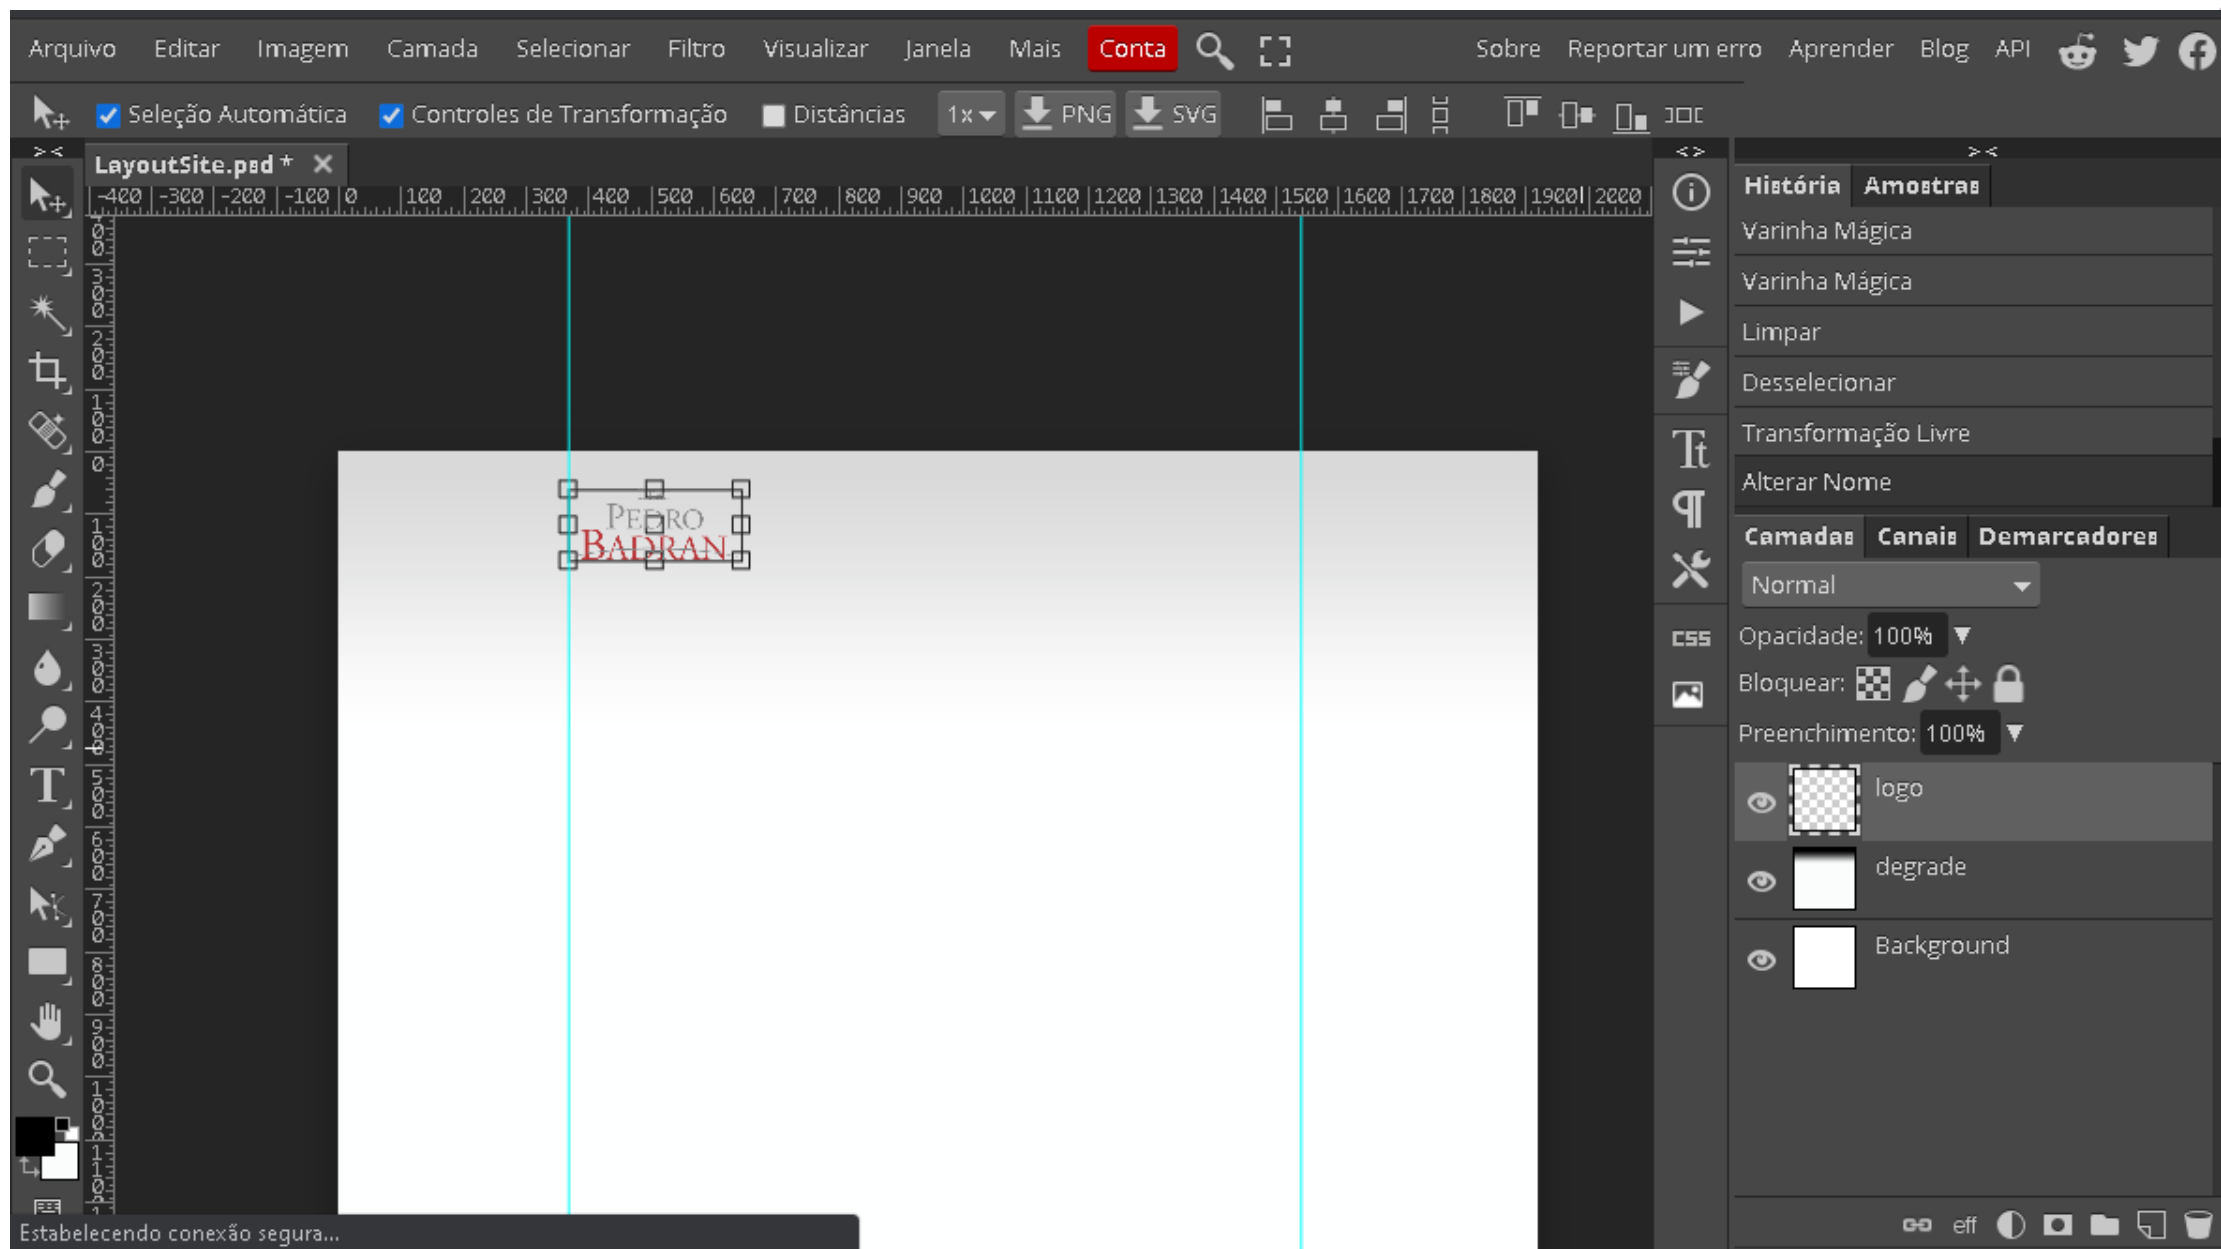 Arquivo Editar Imagem Camada Selecionar Filtro Visualizar Janela Mais Conta Sobre Reportar um erro Aprender Blog API
Seleção Automática Controles de Transformação Distâncias 1x PNG SVG
> < < > > <
LayoutSite.psd *
-400 -300 -200 -100 0 100 200 300 400 500 600 700 800 900 1000 1100 1200 1300 1400 1500 1600 1700 1800 1900 2000
História Amostras
Varinha Mágica
Varinha Mágica
Limpar
Desselecionar
Transformação Livre
Alterar Nome
Pedro
Badran
Camadas Canais Demarcadores
Normal
Opacidade: 100%
CSS
Bloquear:
Preenchimento: 100%
logo
degrade
Background
eff
Estabelecendo conexão segura...